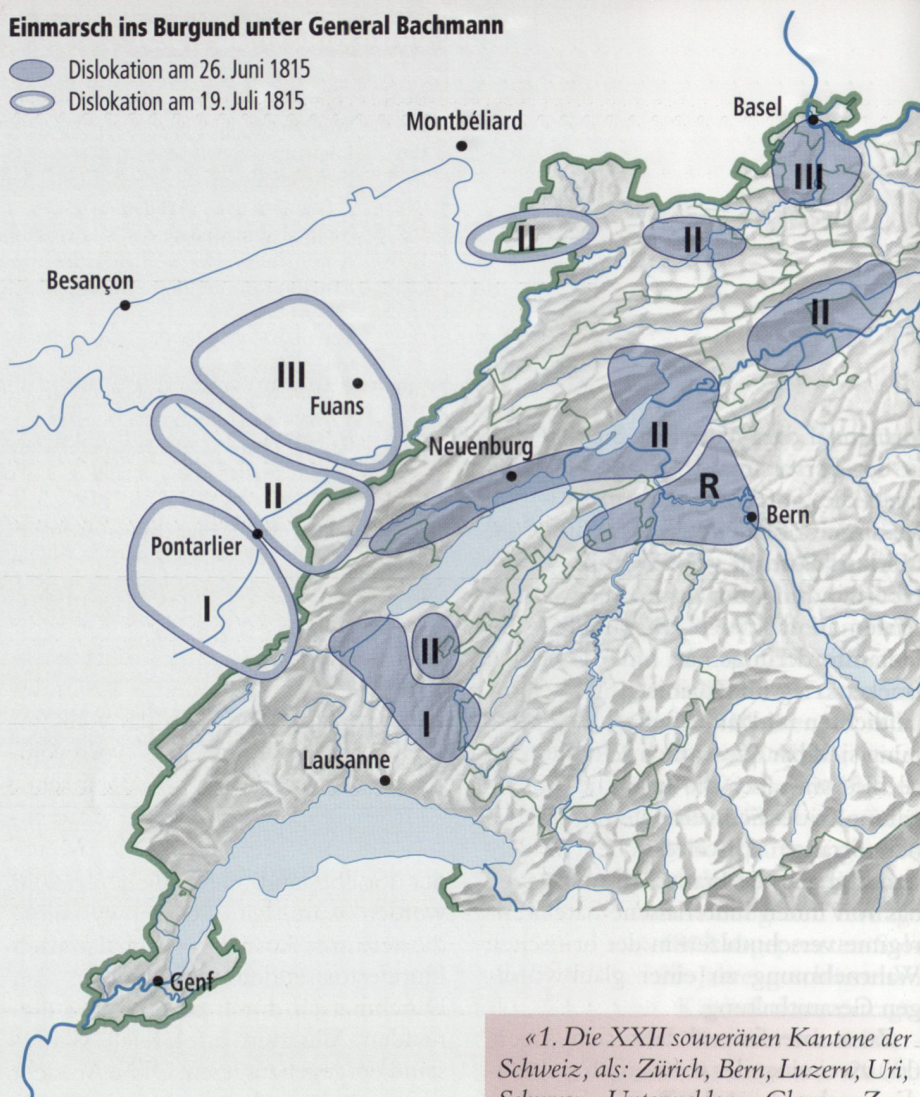 Einmarsch ins Burgund unter General Bachmann
Dislokation am 26. Juni 1815
Dislokation am 19. Juli 1815
Basel
Montbéliard
III
II
II
Besançon
II
III
Fuans
II
Neuenburg
R
II
Bern
Pontarlier
I
II
I
Lausanne
Genf
«1. Die XXII souveränen Kantone der
Schweiz, als: Zürich, Bern, Luzern, Uri,